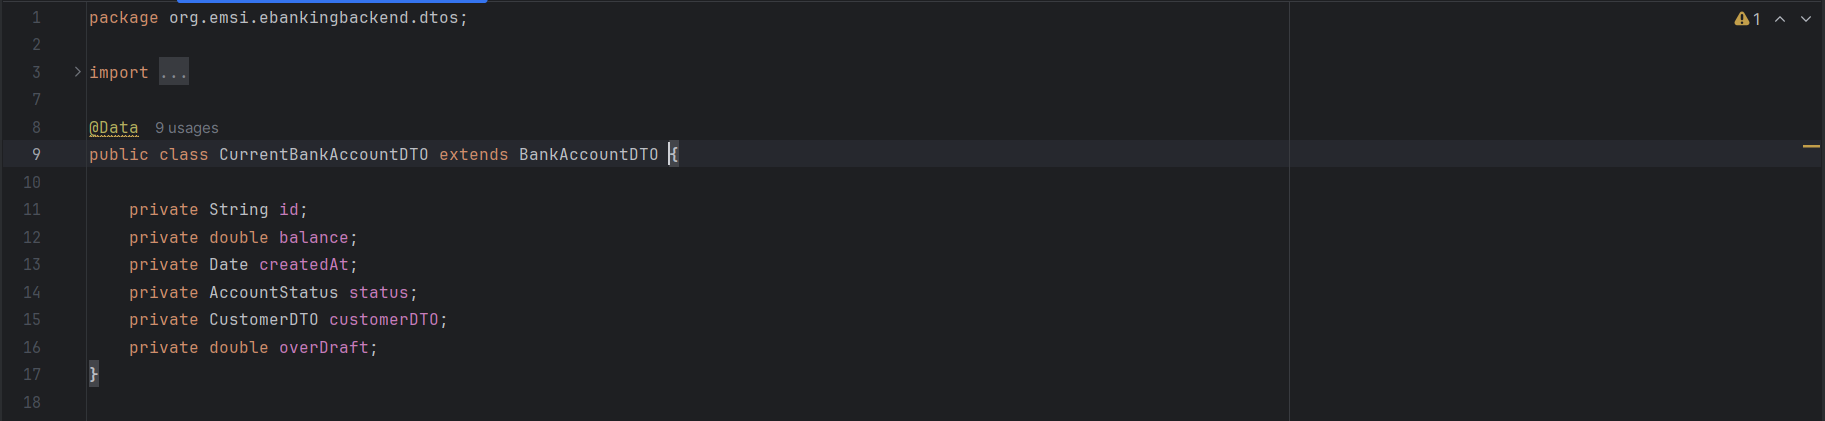 1 package org.emsi.ebankingbackend.dtos; 1
2
3 import ...
7
8 @Data 9 usages
9 public class CurrentBankAccountDTO extends BankAccountDTO {
10
11 private String id;
12 private double balance;
13 private Date createdAt;
14 private AccountStatus status;
15 private CustomerDTO customerDTO;
16 private double overDraft;
17 }
18